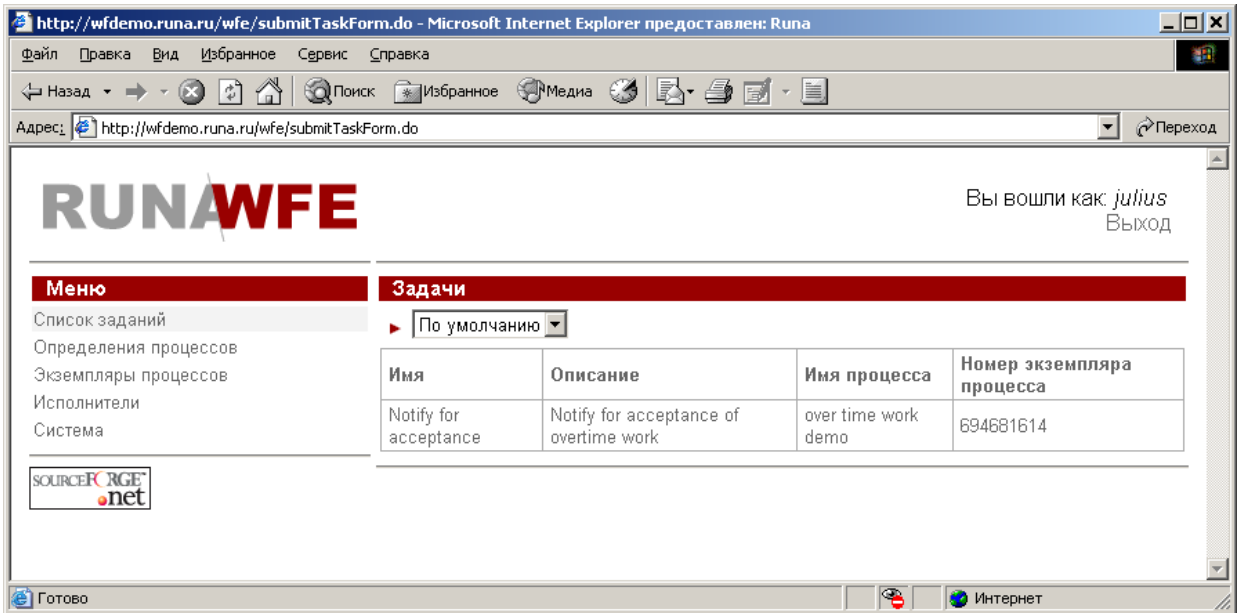 http://wfdemo.runa.ru/wfe/submitTaskForm.do - Microsoft Internet Explorer предоставлен: Runa
Файл Правка Вид Избранное Сервис Справка
Назад Поиск Избранное Медиа
Адрес: http://wfdemo.runa.ru/wfe/submitTaskForm.do Переход
RUNAWFE
Вы вошли как: julius
Выход
Меню
Список заданий
Определения процессов
Экземпляры процессов
Исполнители
Система
SOURCEFORGE™
.net
Задачи
По умолчанию
Имя Описание Имя процесса Номер экземпляра
процесса
Notify for Notify for acceptance of over time work 694681614
acceptance overtime work demo
Готово Интернет